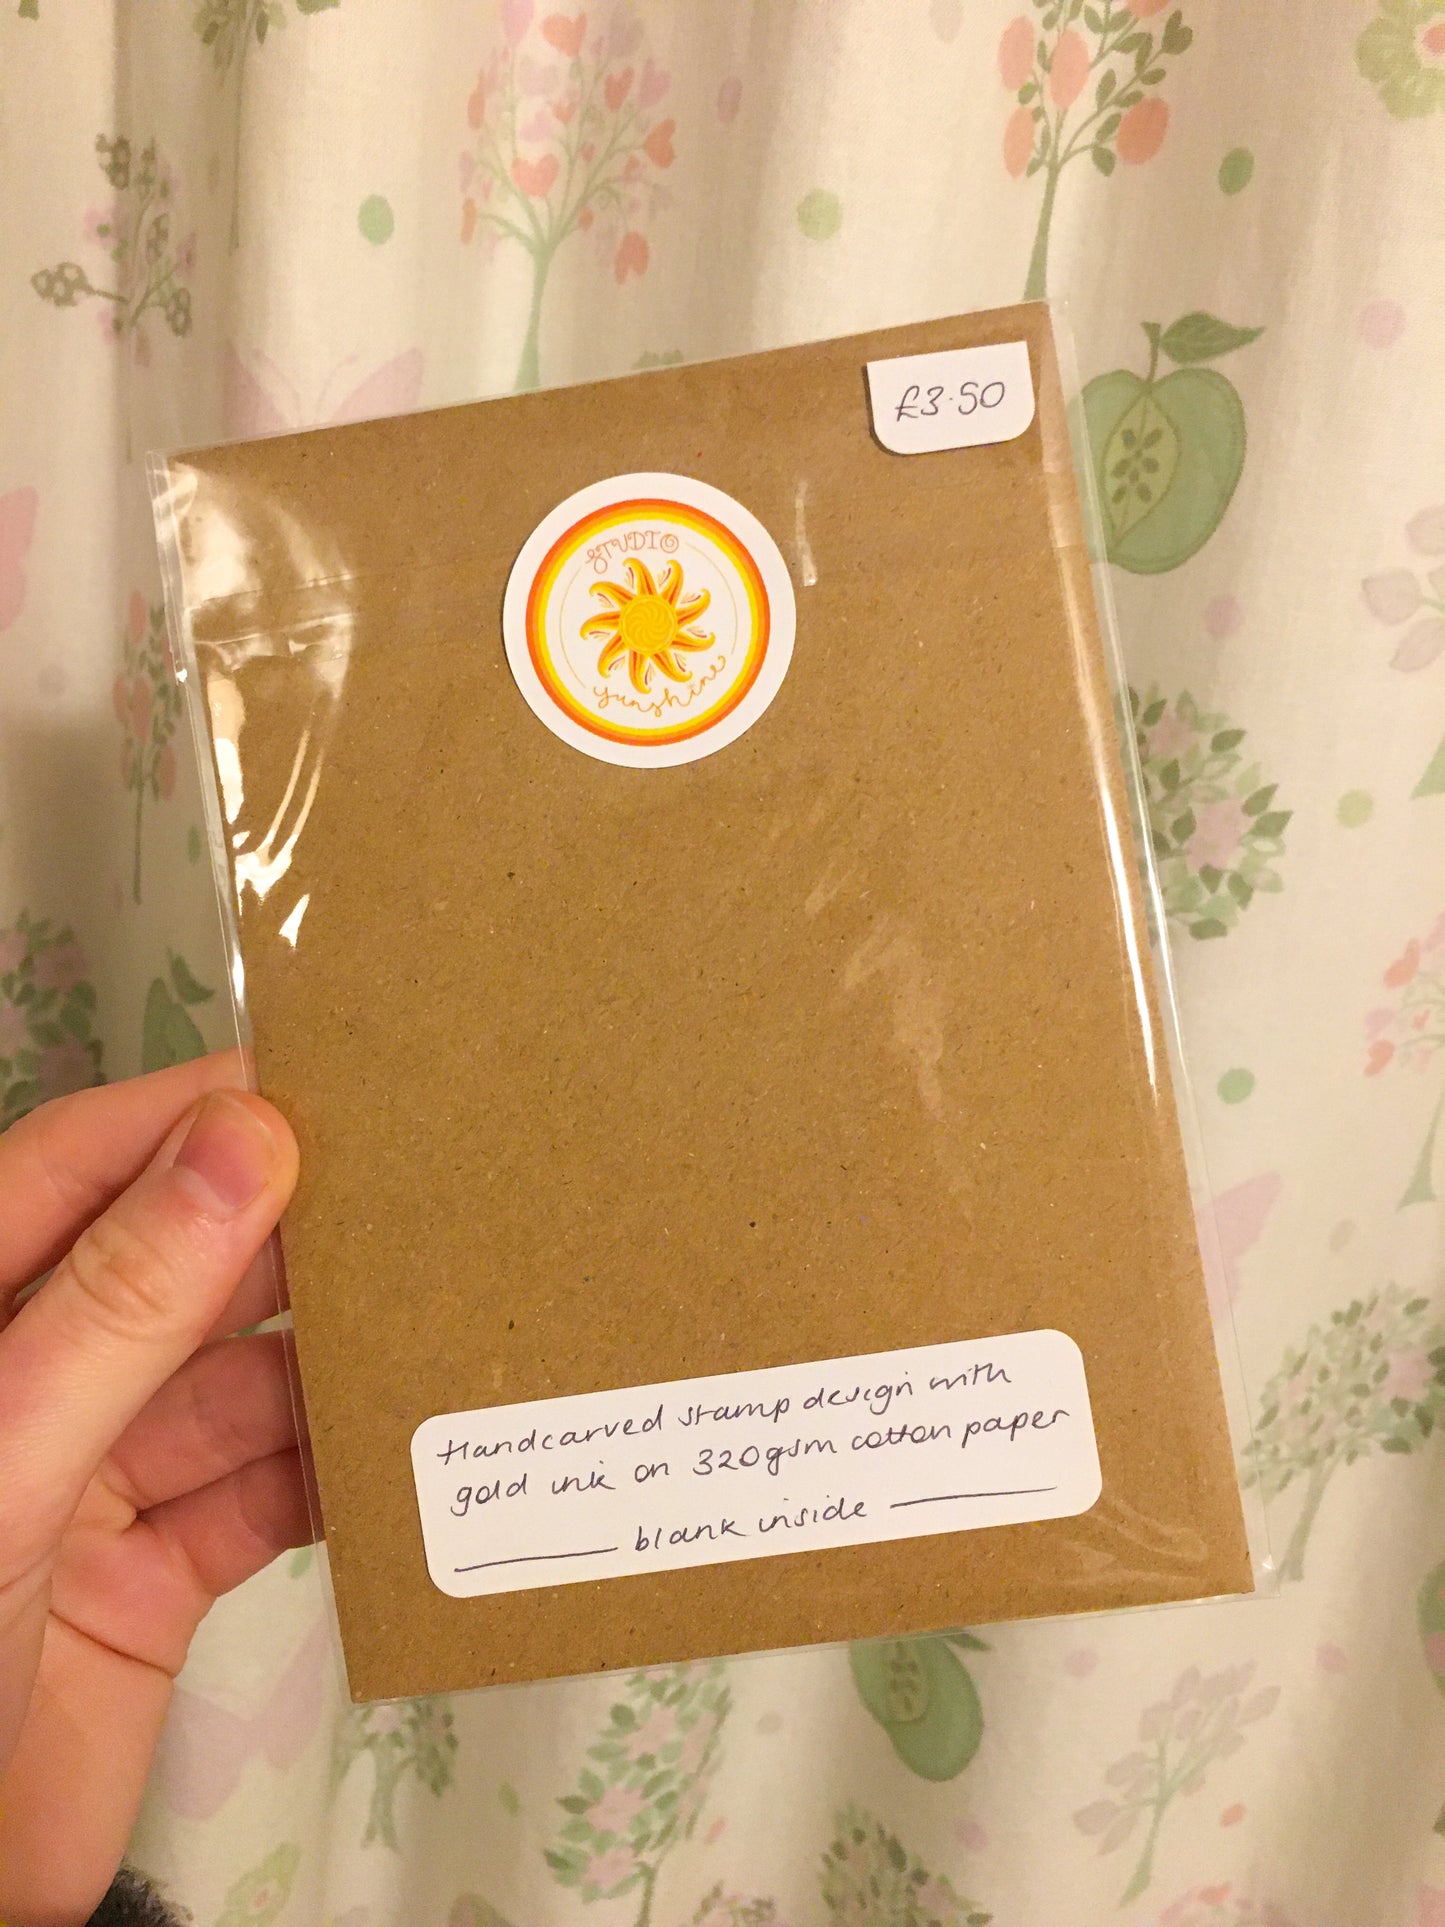 £3.50
STUDIO
sunshine
Handcarved stamp design with
gold ink on 320gsm cotton paper
blank inside